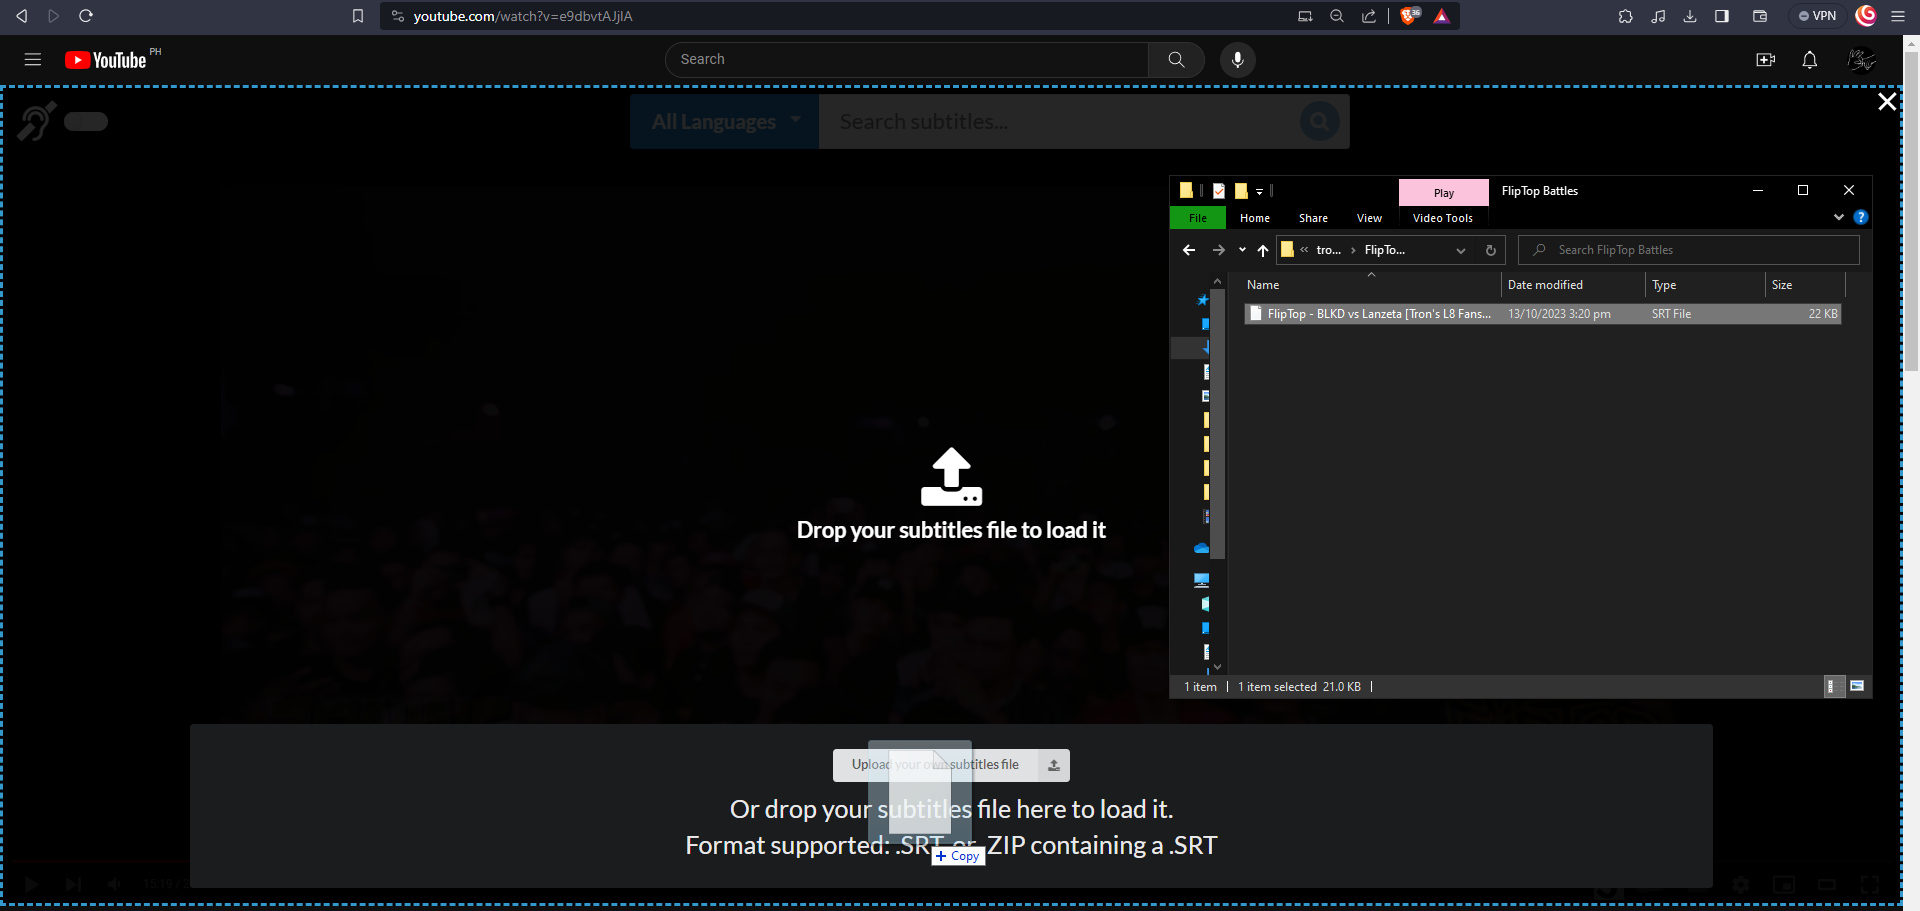 youtube.com/watch?v=e9dbvtAJjIA
36
VPN
YouTube PH
Search
All Languages
Search subtitles...
Play
FlipTop Battles
File
Home
Share
View
Video Tools
?
« tro... › FlipTo...
Search FlipTop Battles
Name
Date modified
Type
Size
FlipTop - BLKD vs Lanzeta [Tron's L8 Fans...
13/10/2023 3:20 pm
SRT File
22 KB
Drop your subtitles file to load it
1 item
1 item selected 21.0 KB
Upload your own subtitles file
Or drop your subtitles file here to load it.
Format supported: .SRT or .ZIP containing a .SRT
+ Copy